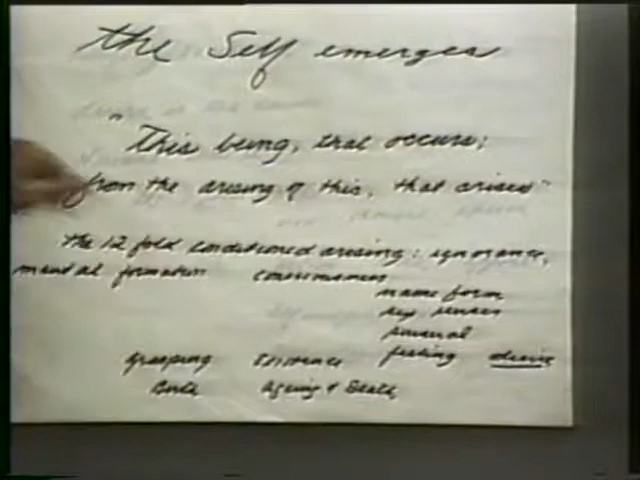 the Self emerges
"This being, that occurs;
from the arising of this, that arises"
the 12 fold conditioned arising: ignorance,
mental formation consciousness
name form
six senses
feeling desire
grasping Existence
Birth Ageing & Death